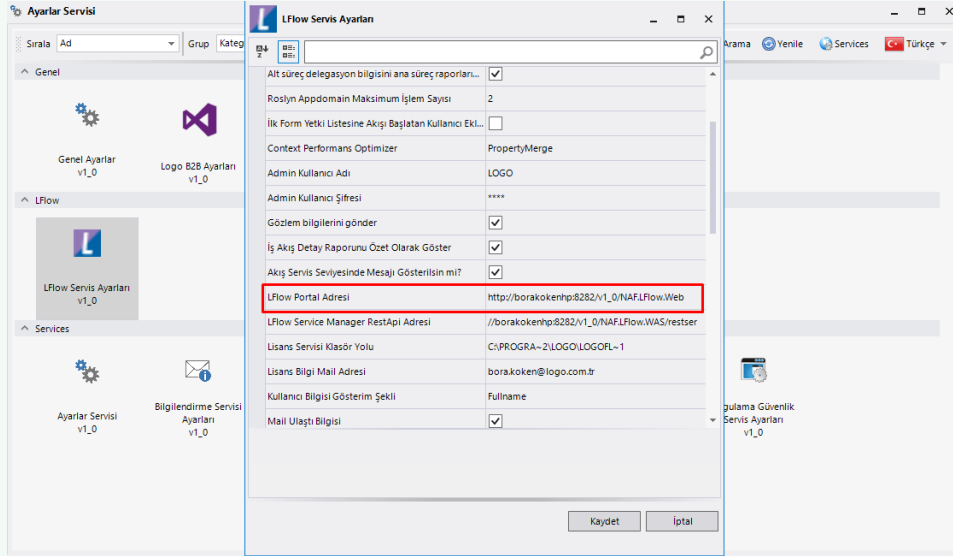 Ayarlar Servisi
LFlow Servis Ayarları
Sırala Ad Grup Kateg
Arama Yenile Services Türkçe
Genel
Genel Ayarlar
v1_0
Logo B2B Ayarları
v1_0
LFlow
LFlow Servis Ayarları
v1_0
Services
Ayarlar Servisi
v1_0
Bilgilendirme Servisi
Ayarları
v1_0
gulama Güvenlik
Servis Ayarları
v1_0
Alt süreç delegasyon bilgisini ana süreç raporları...
Roslyn Appdomain Maksimum İşlem Sayısı 2
İlk Form Yetki Listesine Akışı Başlatan Kullanıcı Ekl...
Context Performans Optimizer PropertyMerge
Admin Kullanıcı Adı LOGO
Admin Kullanıcı Şifresi ****
Gözlem bilgilerini gönder
İş Akış Detay Raporunu Özet Olarak Göster
Akış Servis Seviyesinde Mesajı Gösterilsin mi?
LFlow Portal Adresi http://borakokenhp:8282/v1_0/NAF.LFlow.Web
LFlow Service Manager RestApi Adresi //borakokenhp:8282/v1_0/NAF.LFlow.WAS/restser
Lisans Servisi Klasör Yolu C:\PROGRA~2\LOGO\LOGOFL~1
Lisans Bilgi Mail Adresi bora.koken@logo.com.tr
Kullanıcı Bilgisi Gösterim Şekli Fullname
Mail Ulaştı Bilgisi
Kaydet İptal